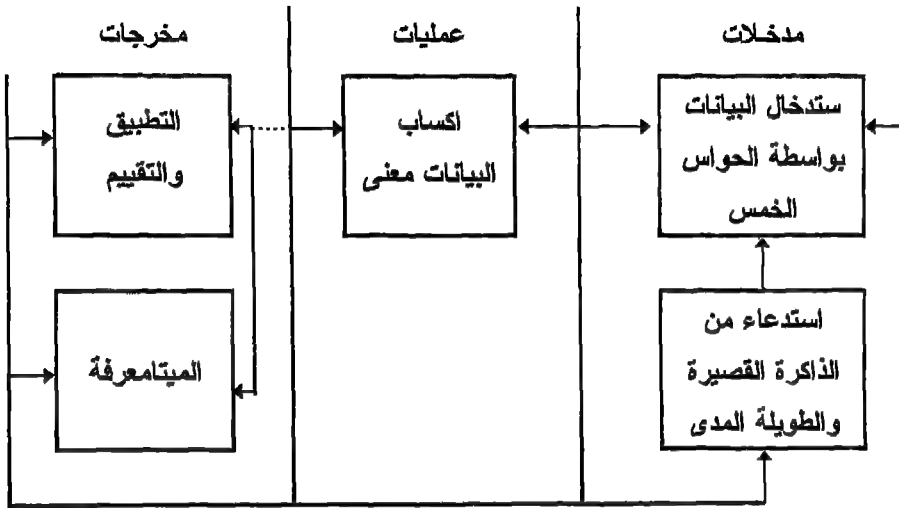 مدخلات
عمليات
مخرجات
ستدخال البيانات
بواسطة الحواس
الخمس
اكساب
البيانات معنى
التطبيق
والتقييم
استدعاء من
الذاكرة القصيرة
والطويلة المدى
الميتامعرفة